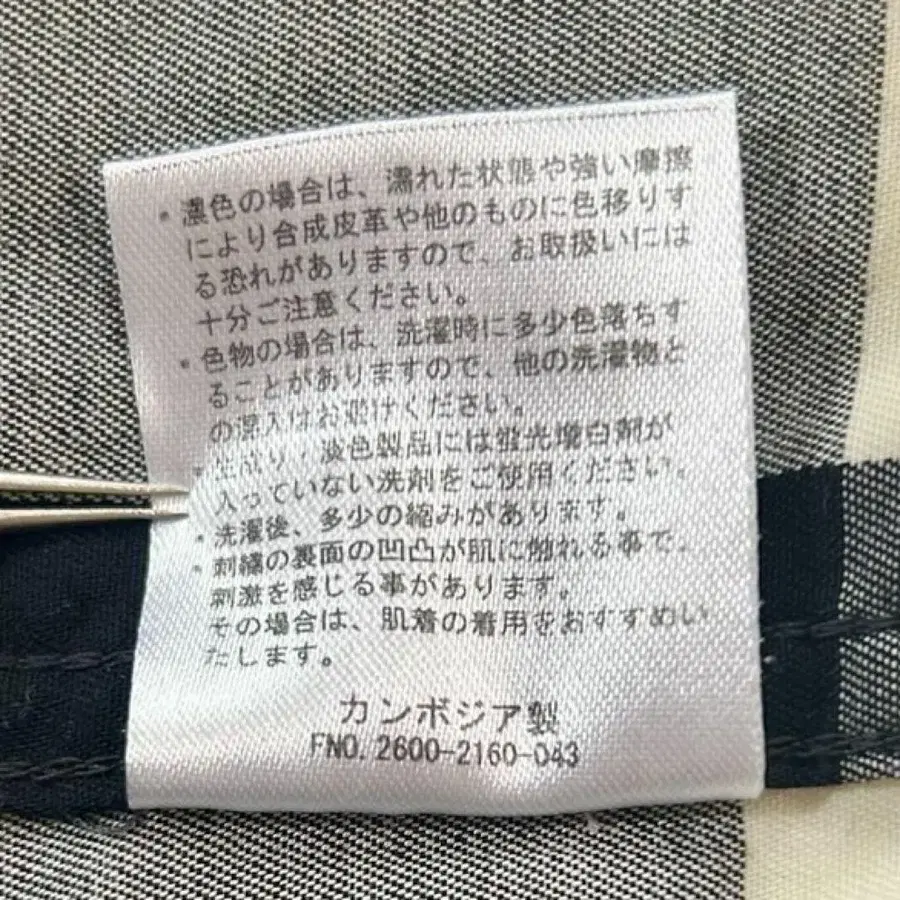 ・濃色の場合は、濡れた状態や強い摩擦
により合成皮革や他のものに色移りす
る恐れがありますので、お取扱いには
十分ご注意ください。
・色物の場合は、洗濯時に多少色落ちす
ることがありますので、他の洗濯物と
の混入はお避けください。
・生成り・淡色製品には蛍光増白剤が
入っていない洗剤をご使用ください。
・洗濯後、多少の縮みがあります。
・刺繍の裏面の凹凸が肌に触れる事で、
刺激を感じる事があります。
その場合は、肌着の着用をおすすめい
たします。
カンボジア製
FNO. 2600-2160-043